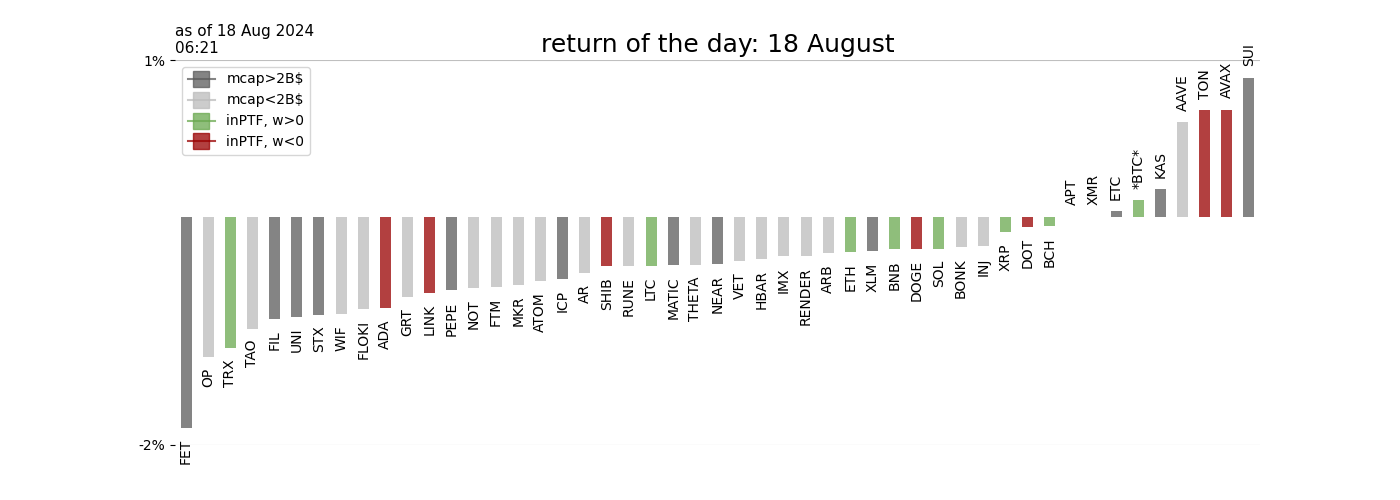 as of 18 Aug 2024
06:21
return of the day: 18 August
1%
-2%
mcap>2B$
mcap<2B$
inPTF, w>0
inPTF, w<0
FET
OP
TRX
TAO
FIL
UNI
STX
WIF
FLOKI
ADA
GRT
LINK
PEPE
NOT
FTM
MKR
ATOM
ICP
AR
SHIB
RUNE
LTC
MATIC
THETA
NEAR
VET
HBAR
IMX
RENDER
ARB
ETH
XLM
BNB
DOGE
SOL
BONK
INJ
XRP
DOT
BCH
APT
XMR
ETC
*BTC*
KAS
AAVE
TON
AVAX
SUI